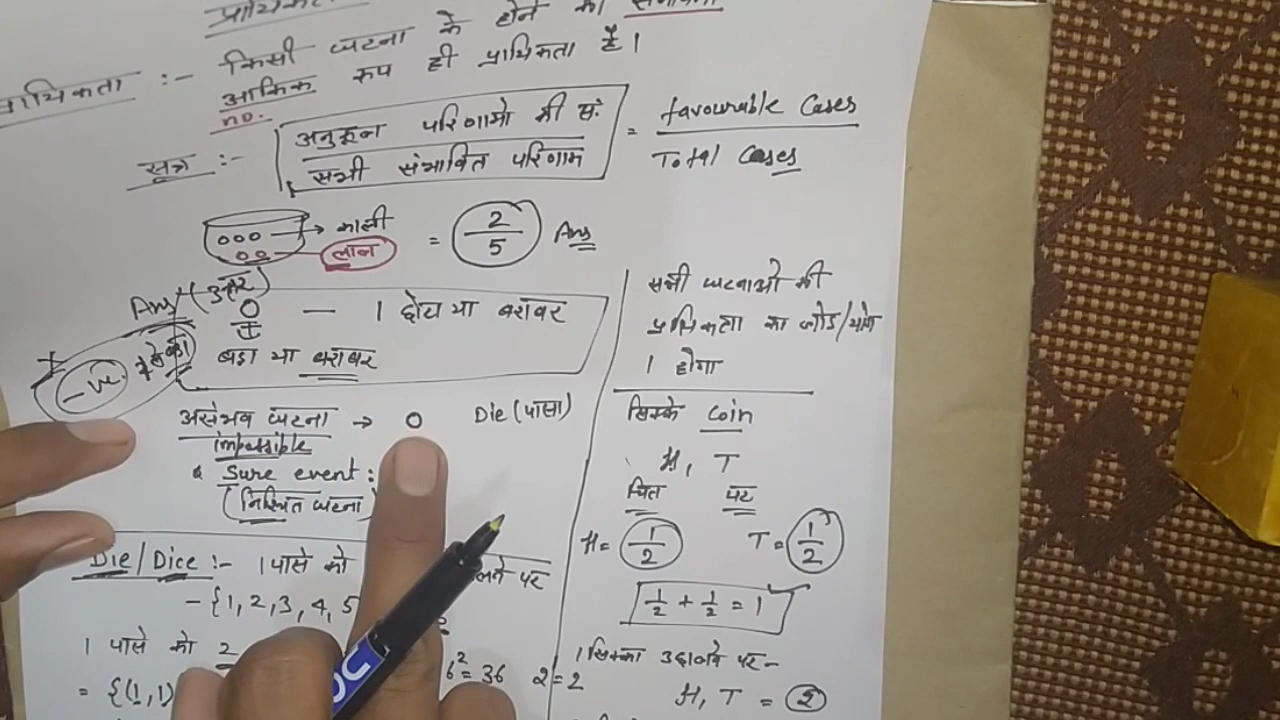 किसी घटना के होने की संभावना
प्रायिकता :- आंकिक रूप ही प्रायिकता है।
no.
सूत्र :- अनुकूल परिणामो की सं. = favourable Cases
सभी संभावित परिणाम Total Cases
काली
लाल = 2/5 Ans
Ans (उत्तर)
0 — 1 छोटा या बराबर
बड़ा या बराबर
-ve.
असंभव घटना → 0 Die (पासा)
impossible
Sure event :
(निश्चित घटना)
Die/Dice :- 1 पासे को
पर
- {1, 2, 3, 4, 5
1 पासे को 2
= {(1,1)
6² = 36 2¹=2
सभी घटनाओ की
प्रायिकता का जोड़/योग
1 होगा
सिक्के Coin
H, T
चित पट
H = 1/2 T = 1/2
1/2 + 1/2 = 1
1 सिक्का उछालने पर -
H, T = 2